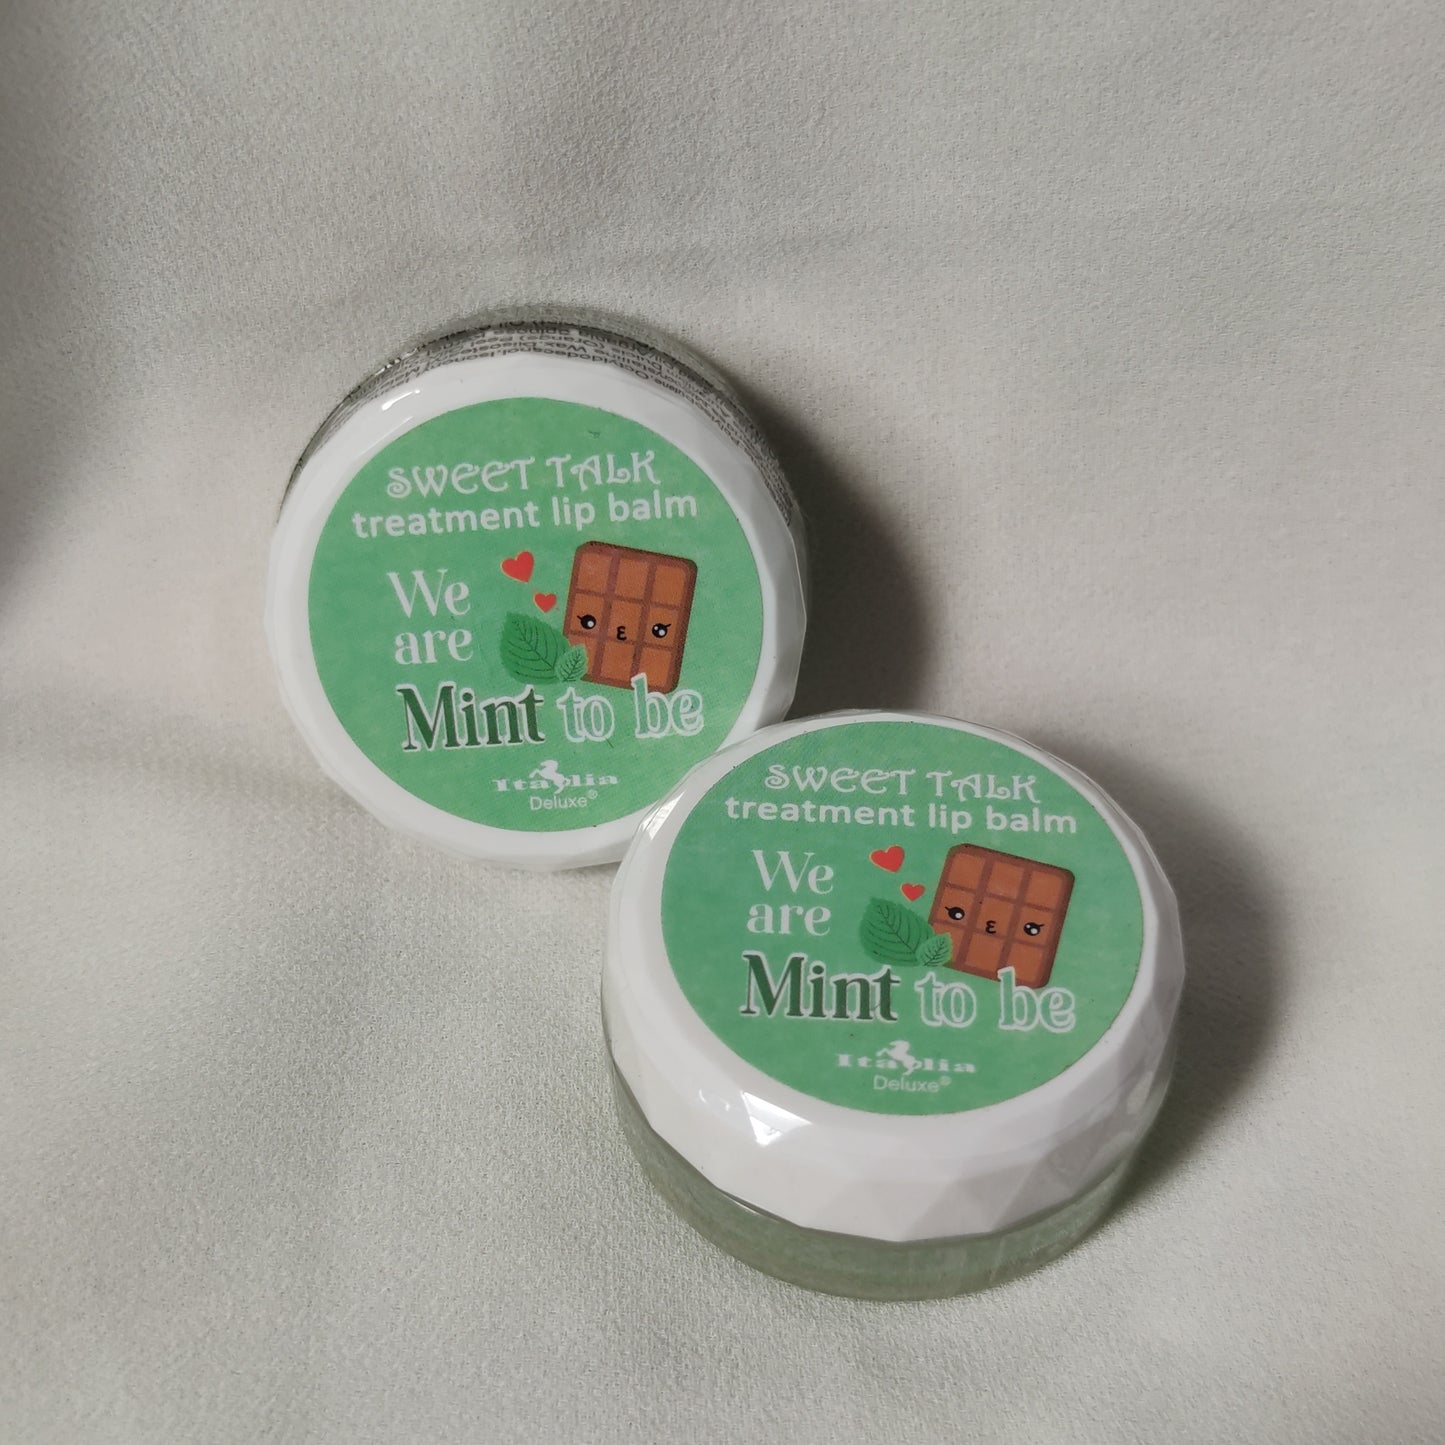 SWEET TALK
treatment lip balm
We
are
Mint to be
Italia
Deluxe®
SWEET TALK
treatment lip balm
We
are
Mint to be
Italia
Deluxe®